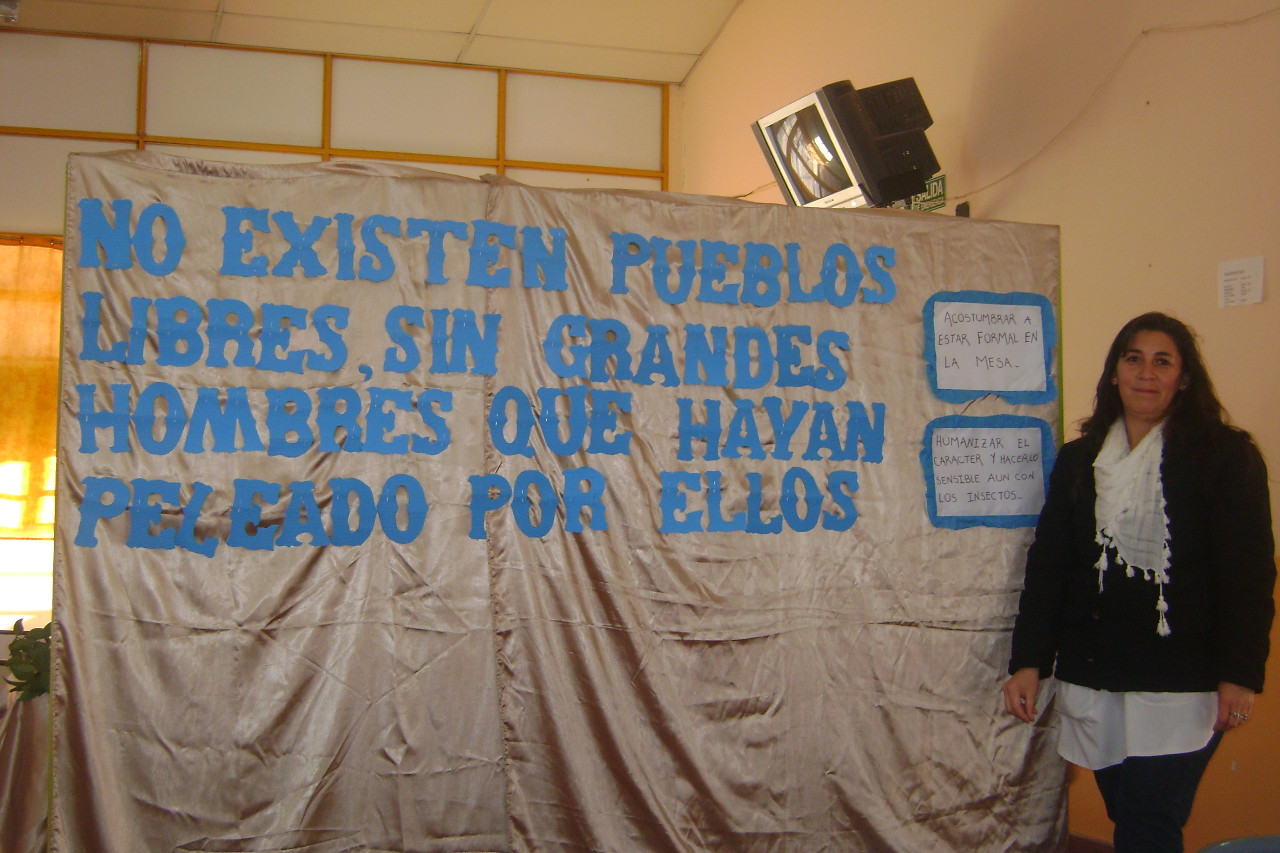 NO EXISTEN PUEBLOS
LIBRES, SIN GRANDES
HOMBRES QUE HAYAN
PELEADO POR ELLOS
ACOSTUMBRAR A
ESTAR FORMAL EN
LA MESA.
HUMANIZAR EL
CARACTER Y HACERLO
SENSIBLE AUN CON
LOS INSECTOS.
SALIDA